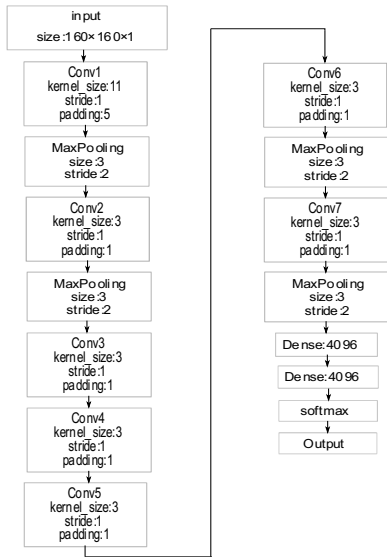 input
size:160×160×1
Conv1
kernel_size:11
stride:1
padding:5
MaxPooling
size:3
stride:2
Conv2
kernel_size:3
stride:1
padding:1
MaxPooling
size:3
stride:2
Conv3
kernel_size:3
stride:1
padding:1
Conv4
kernel_size:3
stride:1
padding:1
Conv5
kernel_size:3
stride:1
padding:1
Conv6
kernel_size:3
stride:1
padding:1
MaxPooling
size:3
stride:2
Conv7
kernel_size:3
stride:1
padding:1
MaxPooling
size:3
stride:2
Dense:4096
Dense:4096
softmax
Output